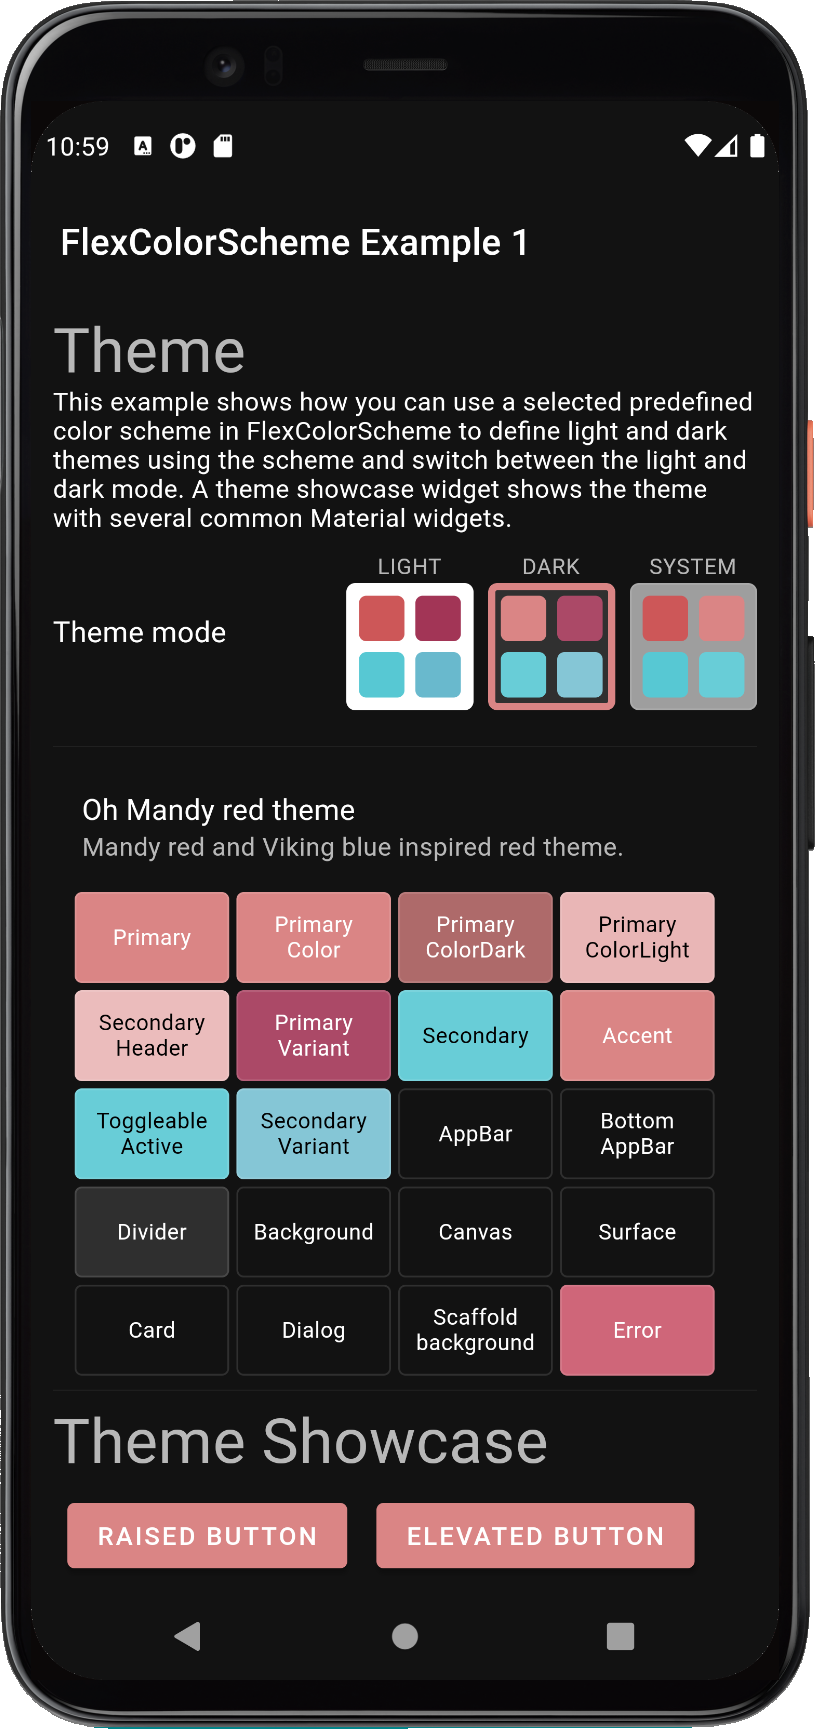 10:59
FlexColorScheme Example 1
Theme
This example shows how you can use a selected predefined
color scheme in FlexColorScheme to define light and dark
themes using the scheme and switch between the light and
dark mode. A theme showcase widget shows the theme
with several common Material widgets.
LIGHT DARK SYSTEM
Theme mode
Oh Mandy red theme
Mandy red and Viking blue inspired red theme.
Primary
Primary
Color
Primary
ColorDark
Primary
ColorLight
Secondary
Header
Primary
Variant
Secondary
Accent
Toggleable
Active
Secondary
Variant
AppBar
Bottom
AppBar
Divider
Background
Canvas
Surface
Card
Dialog
Scaffold
background
Error
Theme Showcase
RAISED BUTTON
ELEVATED BUTTON